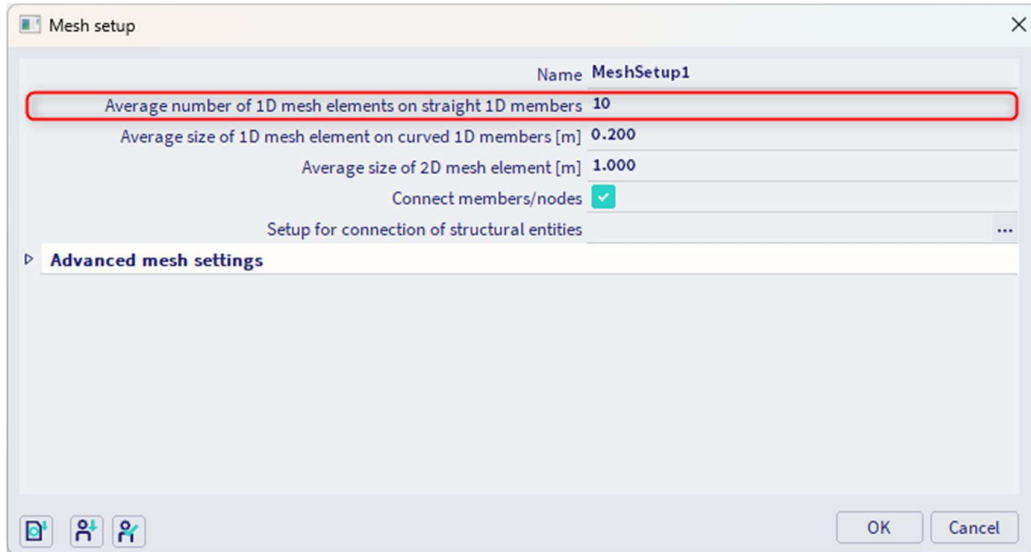 Mesh setup
Name MeshSetup1
Average number of 1D mesh elements on straight 1D members 10
Average size of 1D mesh element on curved 1D members [m] 0.200
Average size of 2D mesh element [m] 1.000
Connect members/nodes
Setup for connection of structural entities ...
Advanced mesh settings
OK Cancel